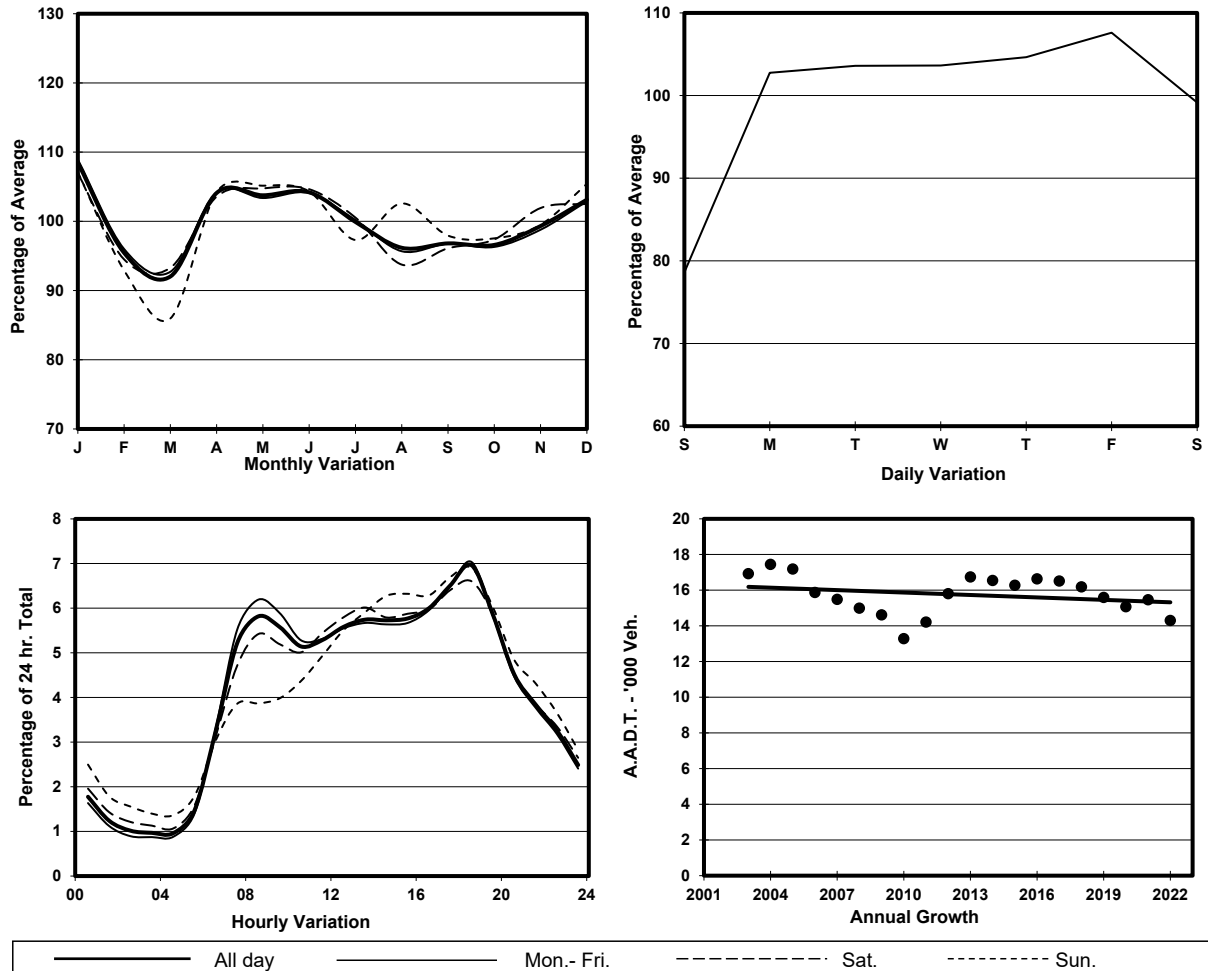 130
120
110
100
90
80
70
Percentage of Average
J F M A M J J A S O N D
Monthly Variation
110
100
90
80
70
60
Percentage of Average
S M T W T F S
Daily Variation
8
7
6
5
4
3
2
1
0
Percentage of 24 hr. Total
00 04 08 12 16 20 24
Hourly Variation
20
18
16
14
12
10
8
6
4
2
0
A.A.D.T. - '000 Veh.
2001 2004 2007 2010 2013 2016 2019 2022
Annual Growth
All day Mon.- Fri. Sat. Sun.